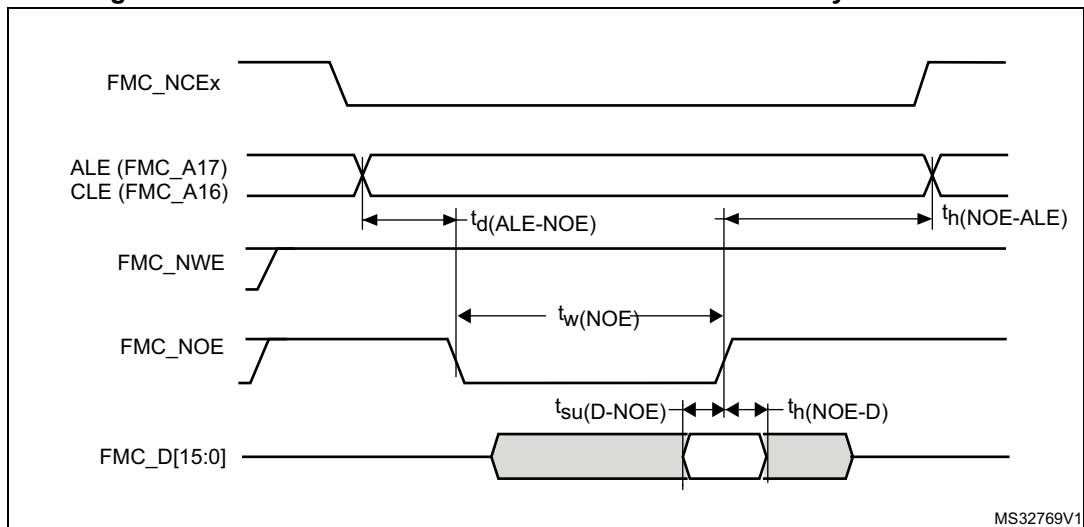 FMC_NCEx
ALE (FMC_A17)
CLE (FMC_A16)
td(ALE-NOE)
th(NOE-ALE)
FMC_NWE
tw(NOE)
FMC_NOE
tsu(D-NOE)
th(NOE-D)
FMC_D[15:0]
MS32769V1